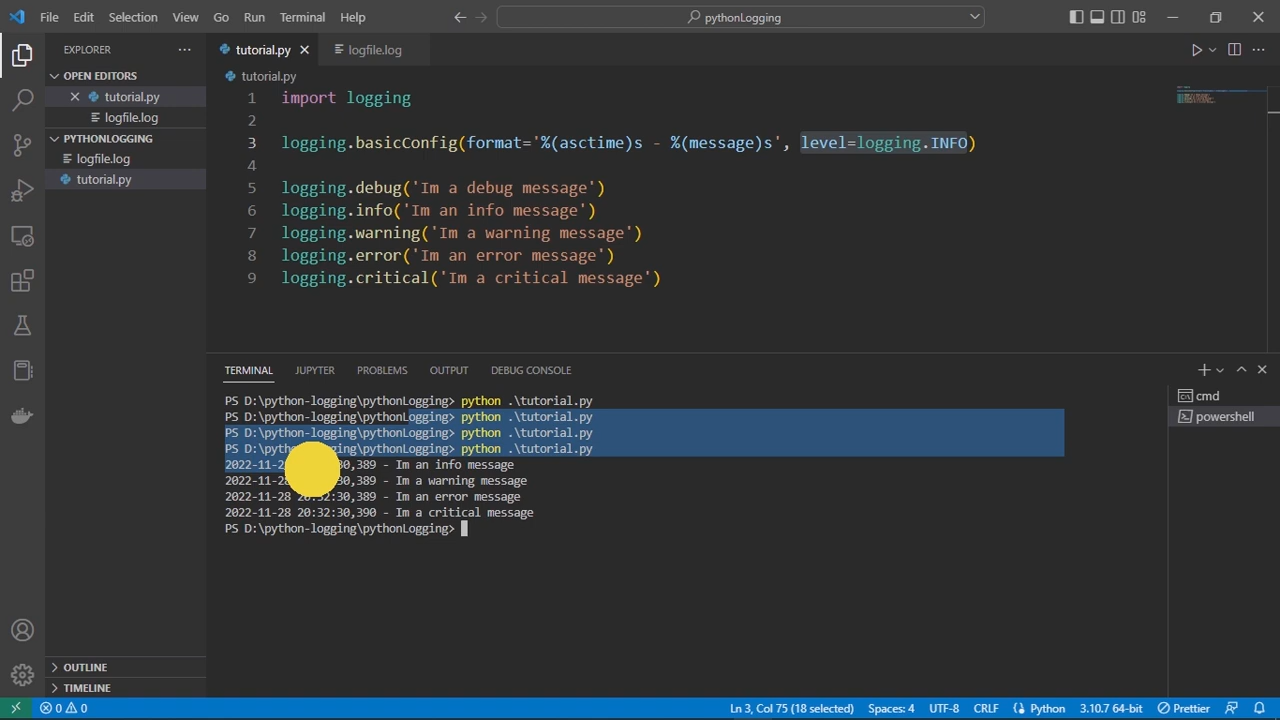 File Edit Selection View Go Run Terminal Help
pythonLogging
EXPLORER
OPEN EDITORS
tutorial.py
logfile.log
PYTHONLOGGING
logfile.log
tutorial.py
OUTLINE
TIMELINE
tutorial.py
logfile.log
tutorial.py
1 import logging
2
3 logging.basicConfig(format='%(asctime)s - %(message)s', level=logging.INFO)
4
5 logging.debug('Im a debug message')
6 logging.info('Im an info message')
7 logging.warning('Im a warning message')
8 logging.error('Im an error message')
9 logging.critical('Im a critical message')
TERMINAL JUPYTER PROBLEMS OUTPUT DEBUG CONSOLE
PS D:\python-logging\pythonLogging> python .\tutorial.py
PS D:\python-logging\pythonLogging> python .\tutorial.py
PS D:\python-logging\pythonLogging> python .\tutorial.py
PS D:\pyth ging\pythonLogging> python .\tutorial.py
2022-11-2 30,389 - Im an info message
2022-11-28 30,389 - Im a warning message
2022-11-28 20:32:30,389 - Im an error message
2022-11-28 20:32:30,390 - Im a critical message
PS D:\python-logging\pythonLogging>
cmd
powershell
0 0
Ln 3, Col 75 (18 selected) Spaces: 4 UTF-8 CRLF Python 3.10.7 64-bit Prettier